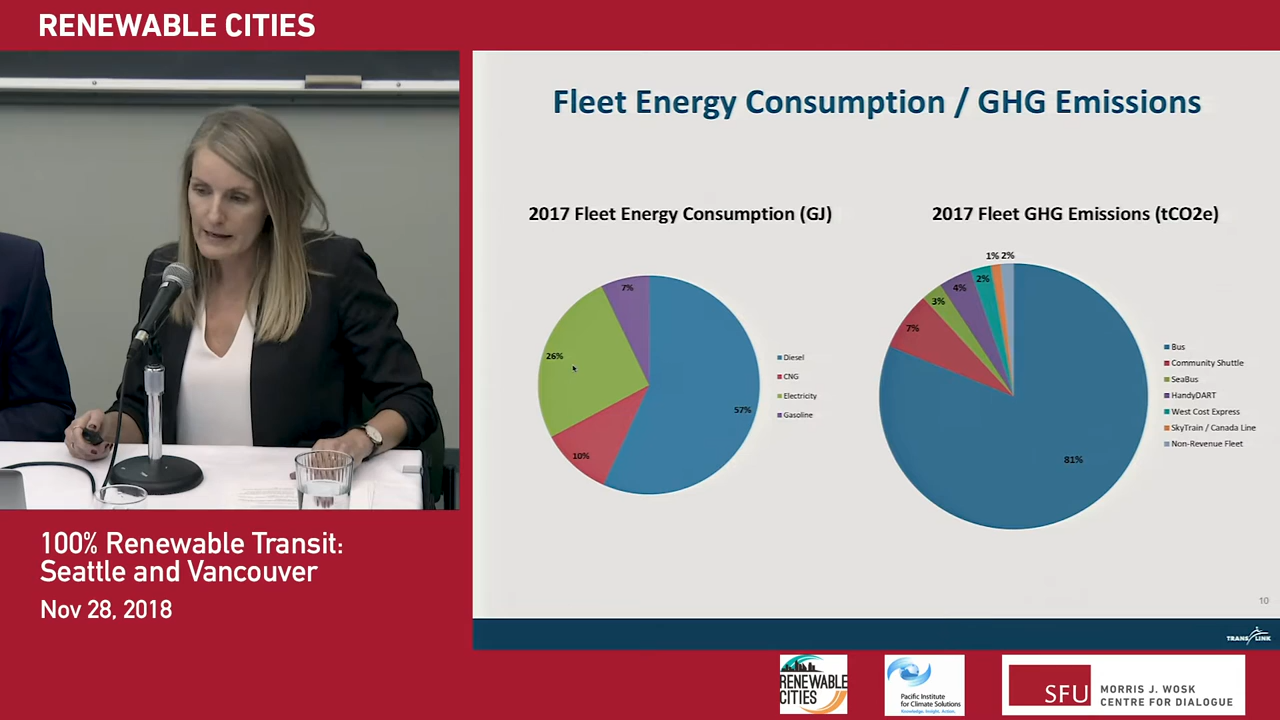 RENEWABLE CITIES
Fleet Energy Consumption / GHG Emissions
2017 Fleet Energy Consumption (GJ)
7%
26%
57%
10%
Diesel
CNG
Electricity
Gasoline
2017 Fleet GHG Emissions (tCO2e)
1% 2%
2%
4%
3%
7%
81%
Bus
Community Shuttle
SeaBus
HandyDART
West Cost Express
SkyTrain / Canada Line
Non-Revenue Fleet
10
TRANSLINK
100% Renewable Transit:
Seattle and Vancouver
Nov 28, 2018
RENEWABLE
CITIES
Pacific Institute
for Climate Solutions
Knowledge. Insight. Action.
SFU
MORRIS J. WOSK
CENTRE FOR DIALOGUE